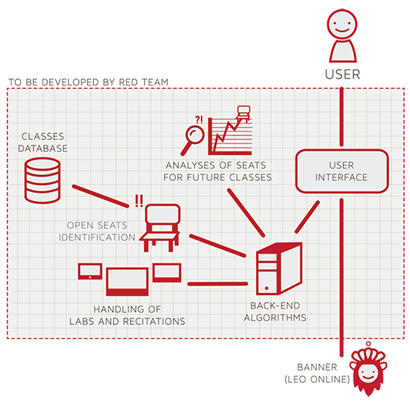 USER
TO BE DEVELOPED BY RED TEAM
CLASSES
DATABASE
?!
ANALYSES OF SEATS
FOR FUTURE CLASSES
USER
INTERFACE
!!
OPEN SEATS
IDENTIFICATION
HANDLING OF
LABS AND RECITATIONS
BACK-END
ALGORITHMS
BANNER
(LEO ONLINE)